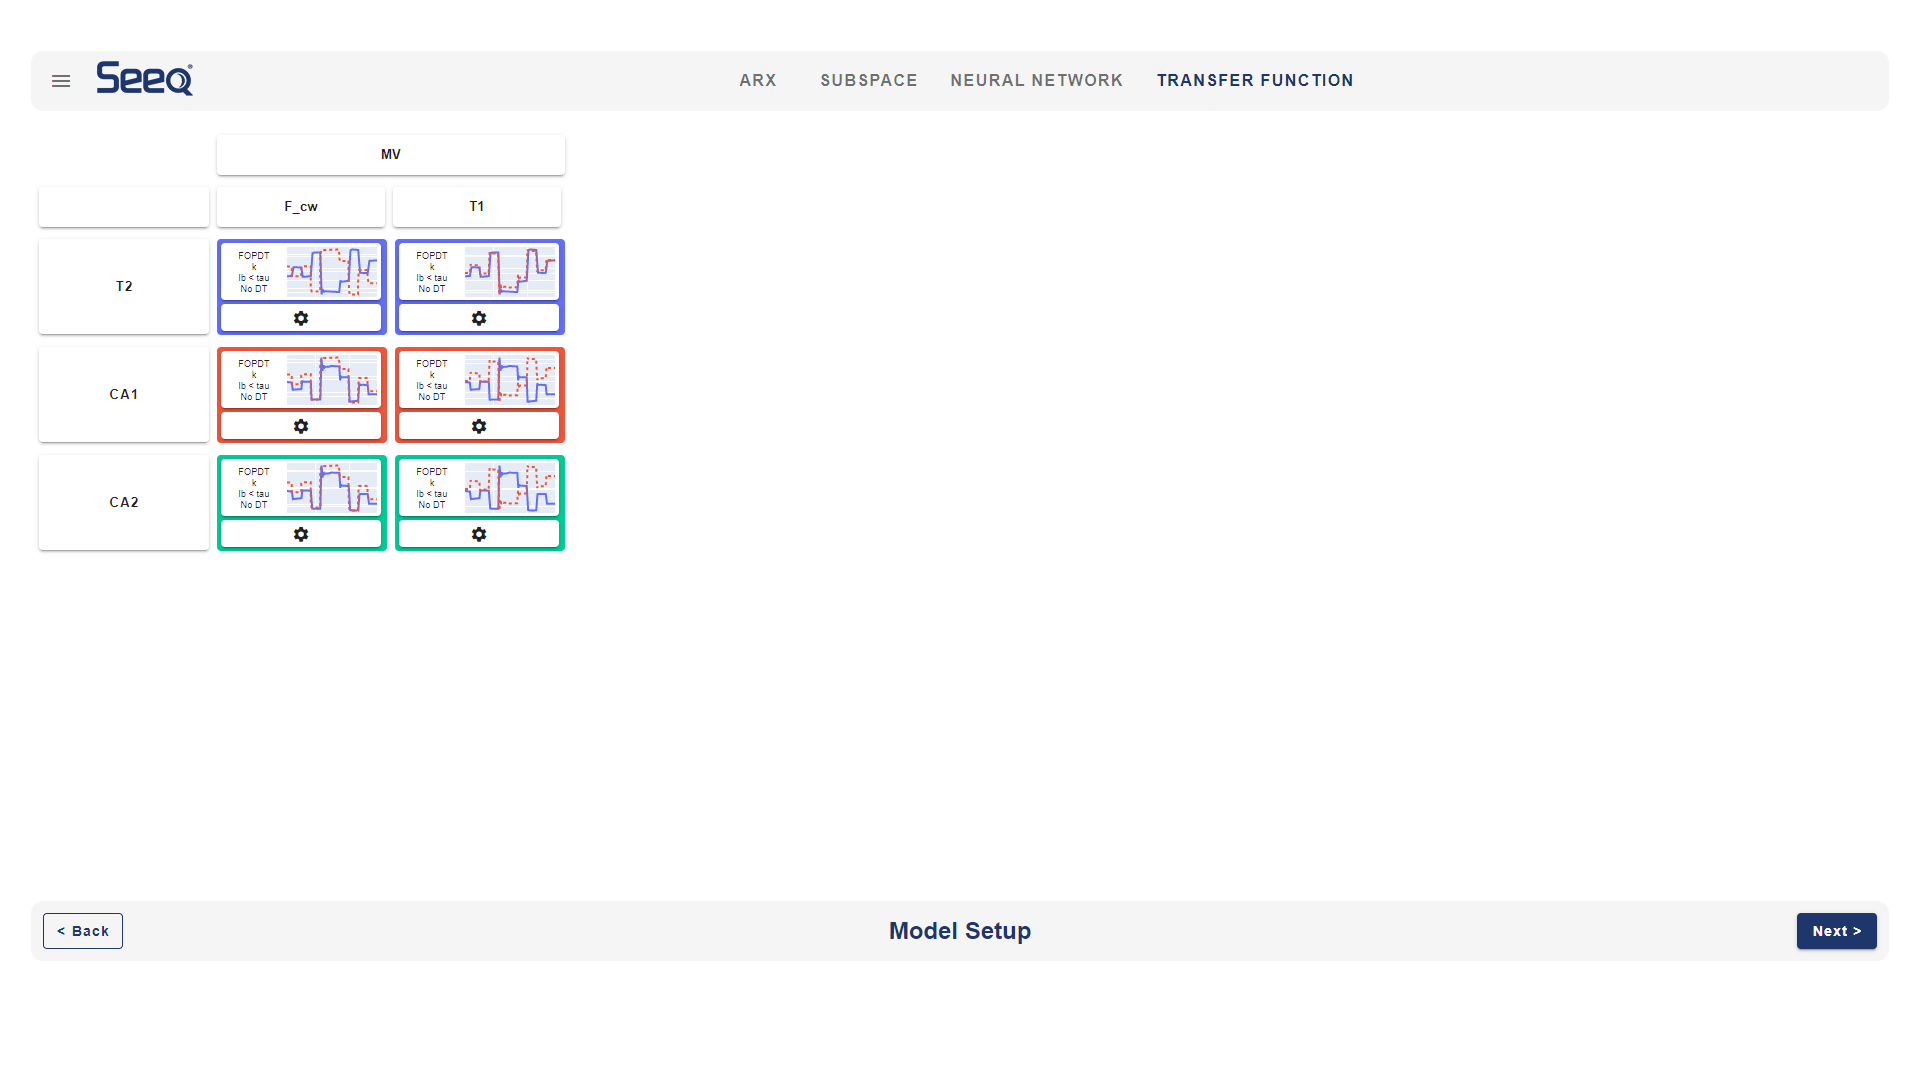 SeeQ®
ARX SUBSPACE NEURAL NETWORK TRANSFER FUNCTION
MV
F_cw T1
T2
FOPDT
k
lb < tau
No DT
FOPDT
k
lb < tau
No DT
CA1
FOPDT
k
lb < tau
No DT
FOPDT
k
lb < tau
No DT
CA2
FOPDT
k
lb < tau
No DT
FOPDT
k
lb < tau
No DT
< Back
Model Setup
Next >